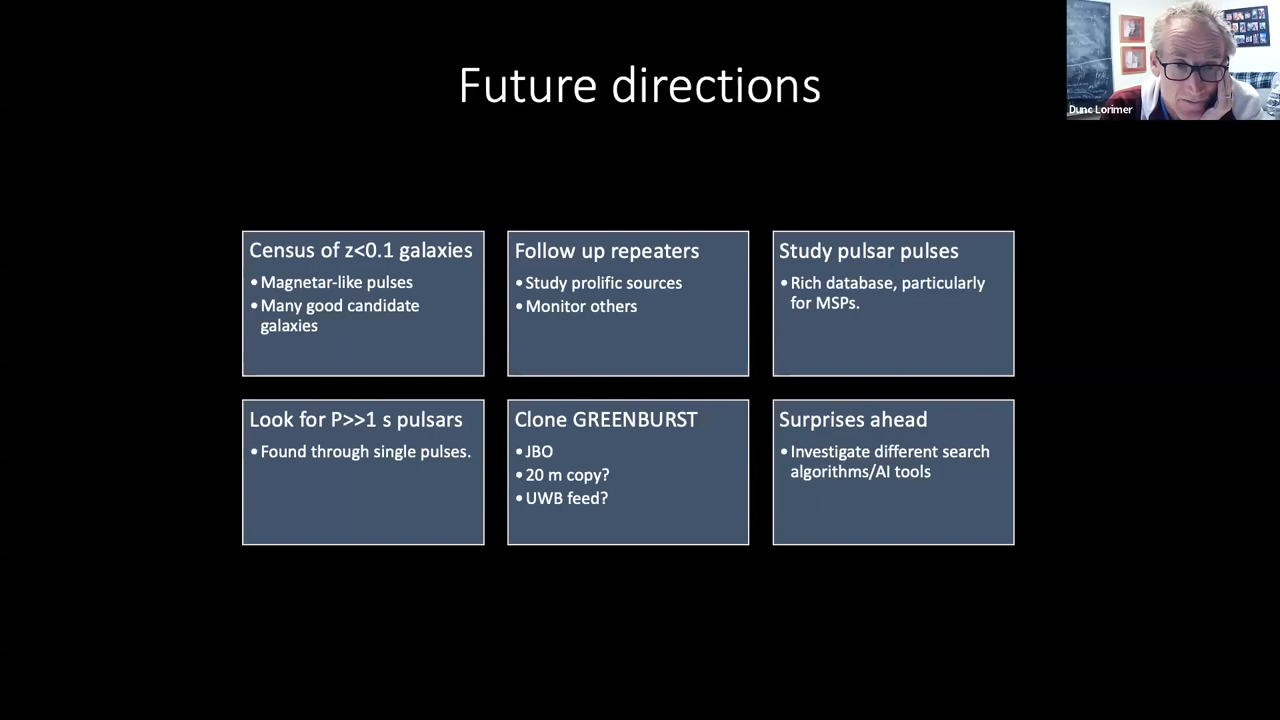 Future directions
Dunc Lorimer
Census of z<0.1 galaxies
•Magnetar-like pulses
•Many good candidate
galaxies
Follow up repeaters
•Study prolific sources
•Monitor others
Study pulsar pulses
•Rich database, particularly
for MSPs.
Look for P>>1 s pulsars
•Found through single pulses.
Clone GREENBURST
•JBO
•20 m copy?
•UWB feed?
Surprises ahead
•Investigate different search
algorithms/AI tools